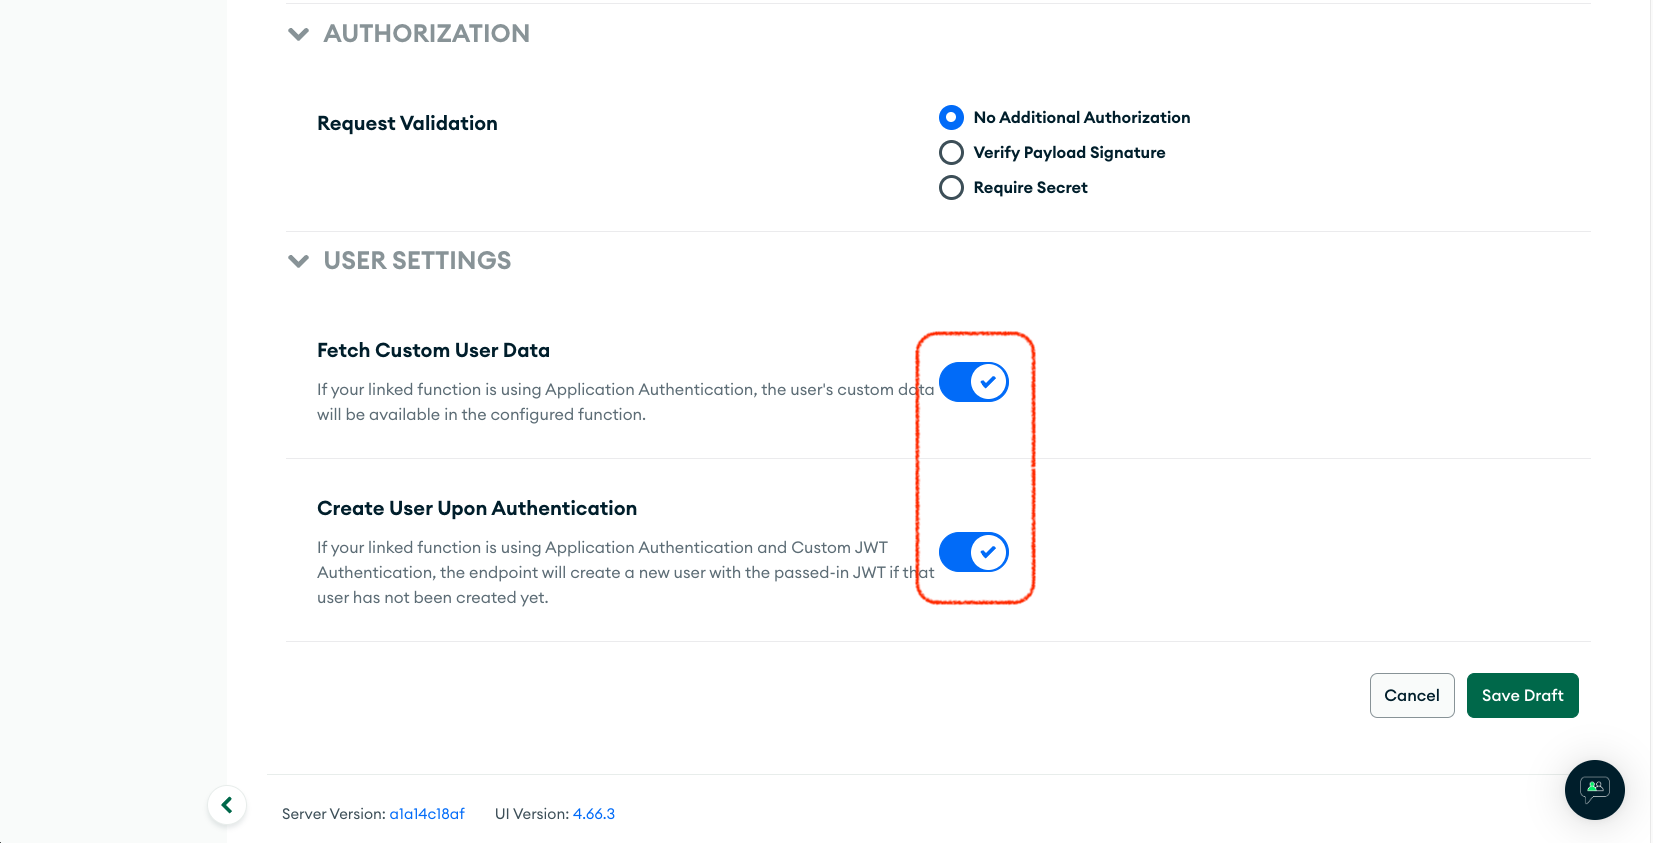 AUTHORIZATION
Request Validation
No Additional Authorization
Verify Payload Signature
Require Secret
USER SETTINGS
Fetch Custom User Data
If your linked function is using Application Authentication, the user's custom data
will be available in the configured function.
Create User Upon Authentication
If your linked function is using Application Authentication and Custom JWT
Authentication, the endpoint will create a new user with the passed-in JWT if that
user has not been created yet.
Cancel
Save Draft
Server Version: a1a14c18af
UI Version: 4.66.3